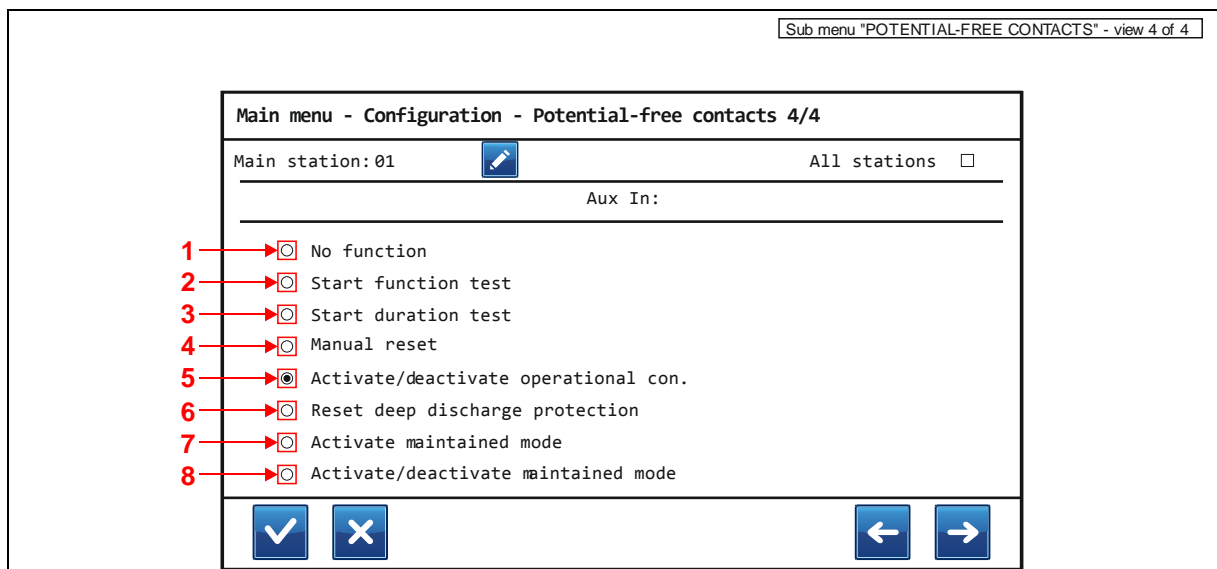 Sub menu "POTENTIAL-FREE CONTACTS" - view 4 of 4
Main menu - Configuration - Potential-free contacts 4/4
Main station: 01 All stations
Aux In:
1 No function
2 Start function test
3 Start duration test
4 Manual reset
5 Activate/deactivate operational con.
6 Reset deep discharge protection
7 Activate maintained mode
8 Activate/deactivate maintained mode